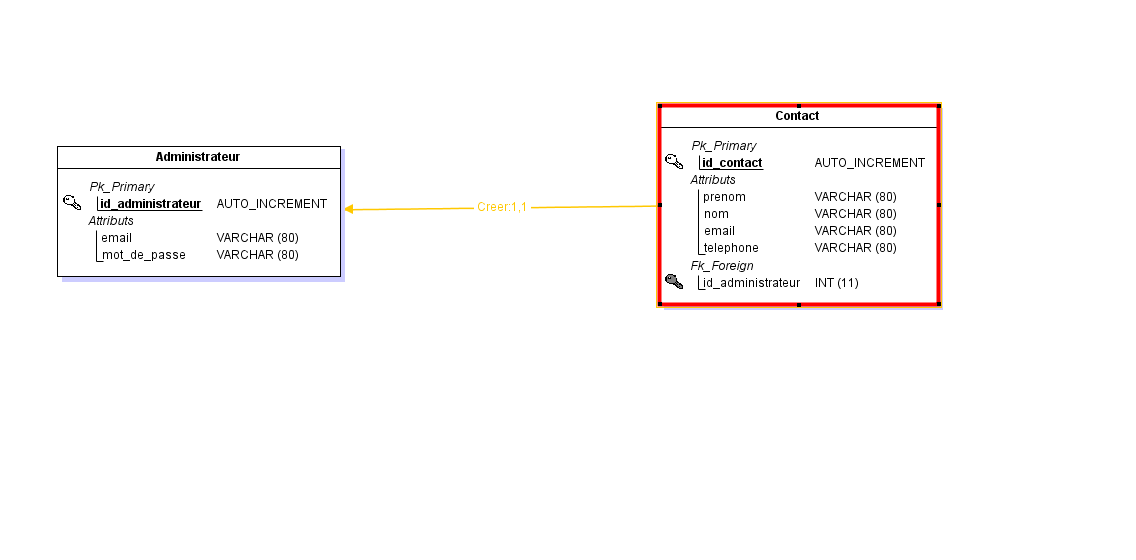 Administrateur
Pk_Primary
id_administrateur AUTO_INCREMENT
Attributs
email VARCHAR (80)
mot_de_passe VARCHAR (80)
Creer:1,1
Contact
Pk_Primary
id_contact AUTO_INCREMENT
Attributs
prenom VARCHAR (80)
nom VARCHAR (80)
email VARCHAR (80)
telephone VARCHAR (80)
Fk_Foreign
id_administrateur INT (11)